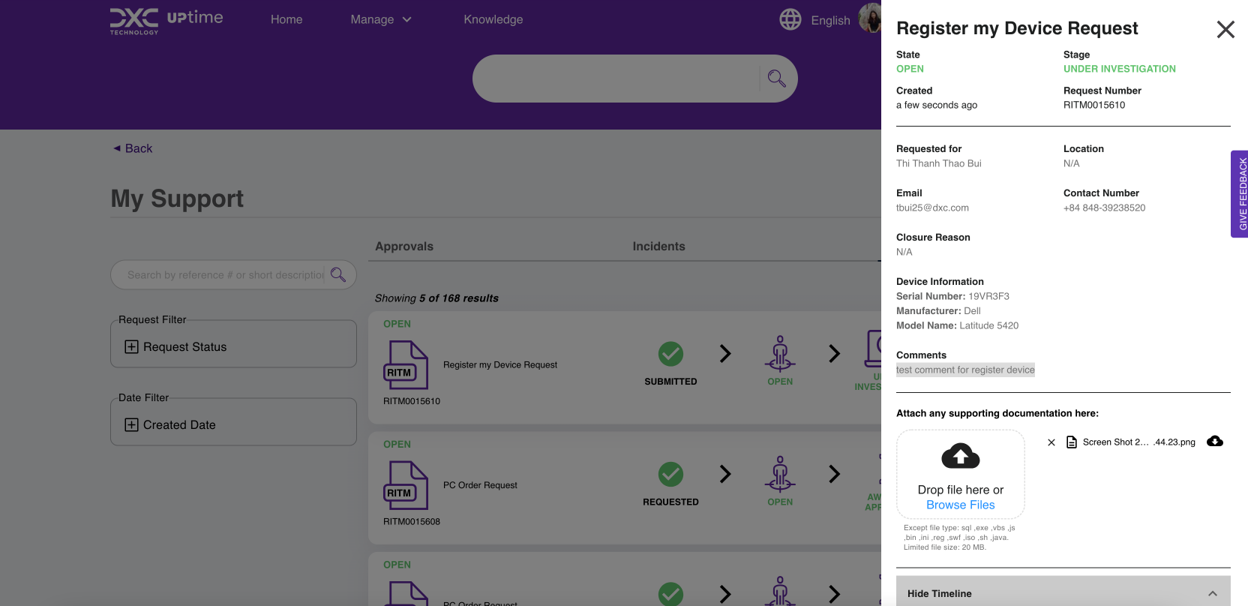 DXC
TECHNOLOGY
UPtime
Home
Manage
Knowledge
English
Back
My Support
Search by reference # or short description
Request Filter
Request Status
Date Filter
Created Date
Approvals
Incidents
Showing 5 of 168 results
OPEN
RITM
RITM0015610
Register my Device Request
SUBMITTED
OPEN
OPEN
RITM
RITM0015608
PC Order Request
REQUESTED
OPEN
OPEN
RITM
PC Order Request
Register my Device Request
State
OPEN
Stage
UNDER INVESTIGATION
Created
a few seconds ago
Request Number
RITM0015610
Requested for
Thi Thanh Thao Bui
Location
N/A
Email
tbui25@dxc.com
Contact Number
+84 848-39238520
Closure Reason
N/A
Device Information
Serial Number: 19VR3F3
Manufacturer: Dell
Model Name: Latitude 5420
Comments
test comment for register device
Attach any supporting documentation here:
Drop file here or
Browse Files
Screen Shot 2... .44.23.png
Except file type: sql ,exe ,vbs ,js
,bin ,ini ,reg ,swf ,iso ,sh ,java.
Limited file size: 20 MB.
Hide Timeline
GIVE FEEDBACK